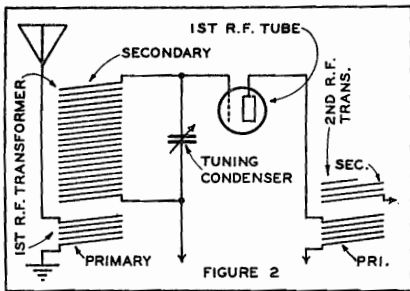 1ST R.F. TUBE
SECONDARY
1ST R.F. TRANSFORMER
2ND R.F.
TRANS.
TUNING
CONDENSER
SEC.
PRIMARY
FIGURE 2
PRI.